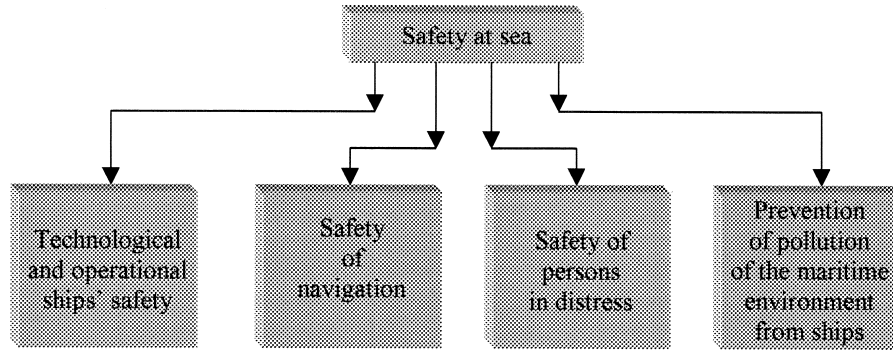 Safety at sea
Technological
and operational
ships' safety
Safety
of
navigation
Safety of
persons
in distress
Prevention
of pollution
of the maritime
environment
from ships